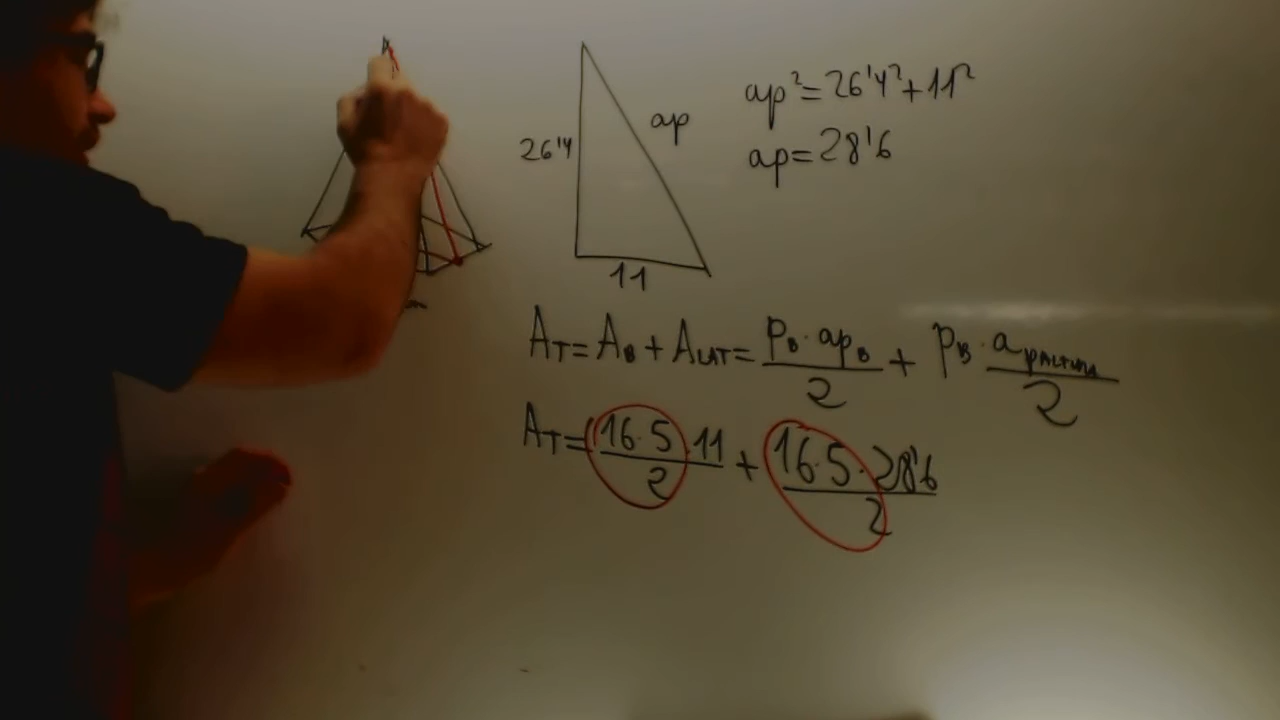 26'4
ap
11
ap²=26'4²+11²
ap=28'6
A_T=A_B+A_LAT=P_B·ap_B/2+P_B·a_pALTURA/2
A_T=(16·5·11/2+16·5·28'6/2